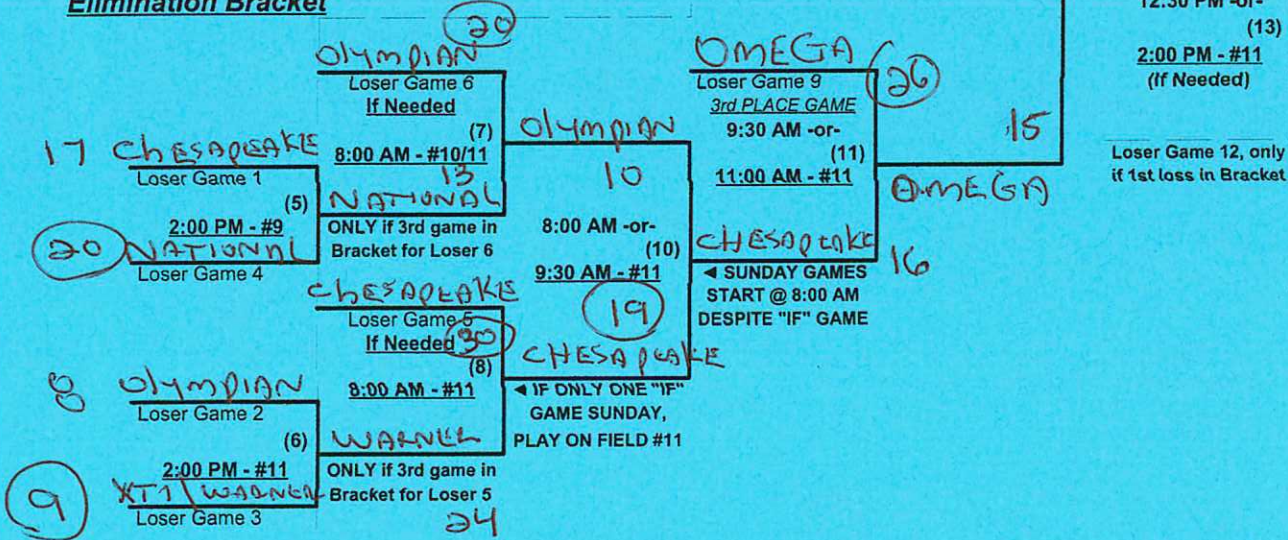 Elimination Bracket
OLYMPIAN 20
Loser Game 6
If Needed
(7)
8:00 AM - #10/11
13
NATIONAL
ONLY if 3rd game in
Bracket for Loser 6
17 CHESAPEAKE
Loser Game 1
(5)
2:00 PM - #9
20 NATIONAL
Loser Game 4
CHESAPEAKE
Loser Game 5
If Needed 30
(8)
8:00 AM - #11
WARNER
ONLY if 3rd game in
Bracket for Loser 5
24
8 OLYMPIAN
Loser Game 2
(6)
2:00 PM - #11
9 XT1 \ WARNER
Loser Game 3
OLYMPIAN
10
8:00 AM -or-
(10)
9:30 AM - #11
19
CHESAPEAKE
◄ IF ONLY ONE "IF"
GAME SUNDAY,
PLAY ON FIELD #11
OMEGA
Loser Game 9
26
3rd PLACE GAME
9:30 AM -or-
(11)
11:00 AM - #11
CHESAPEAKE
16
◄ SUNDAY GAMES
START @ 8:00 AM
DESPITE "IF" GAME
15
OMEGA
12:30 PM -or-
(13)
2:00 PM - #11
(If Needed)
Loser Game 12, only
if 1st loss in Bracket